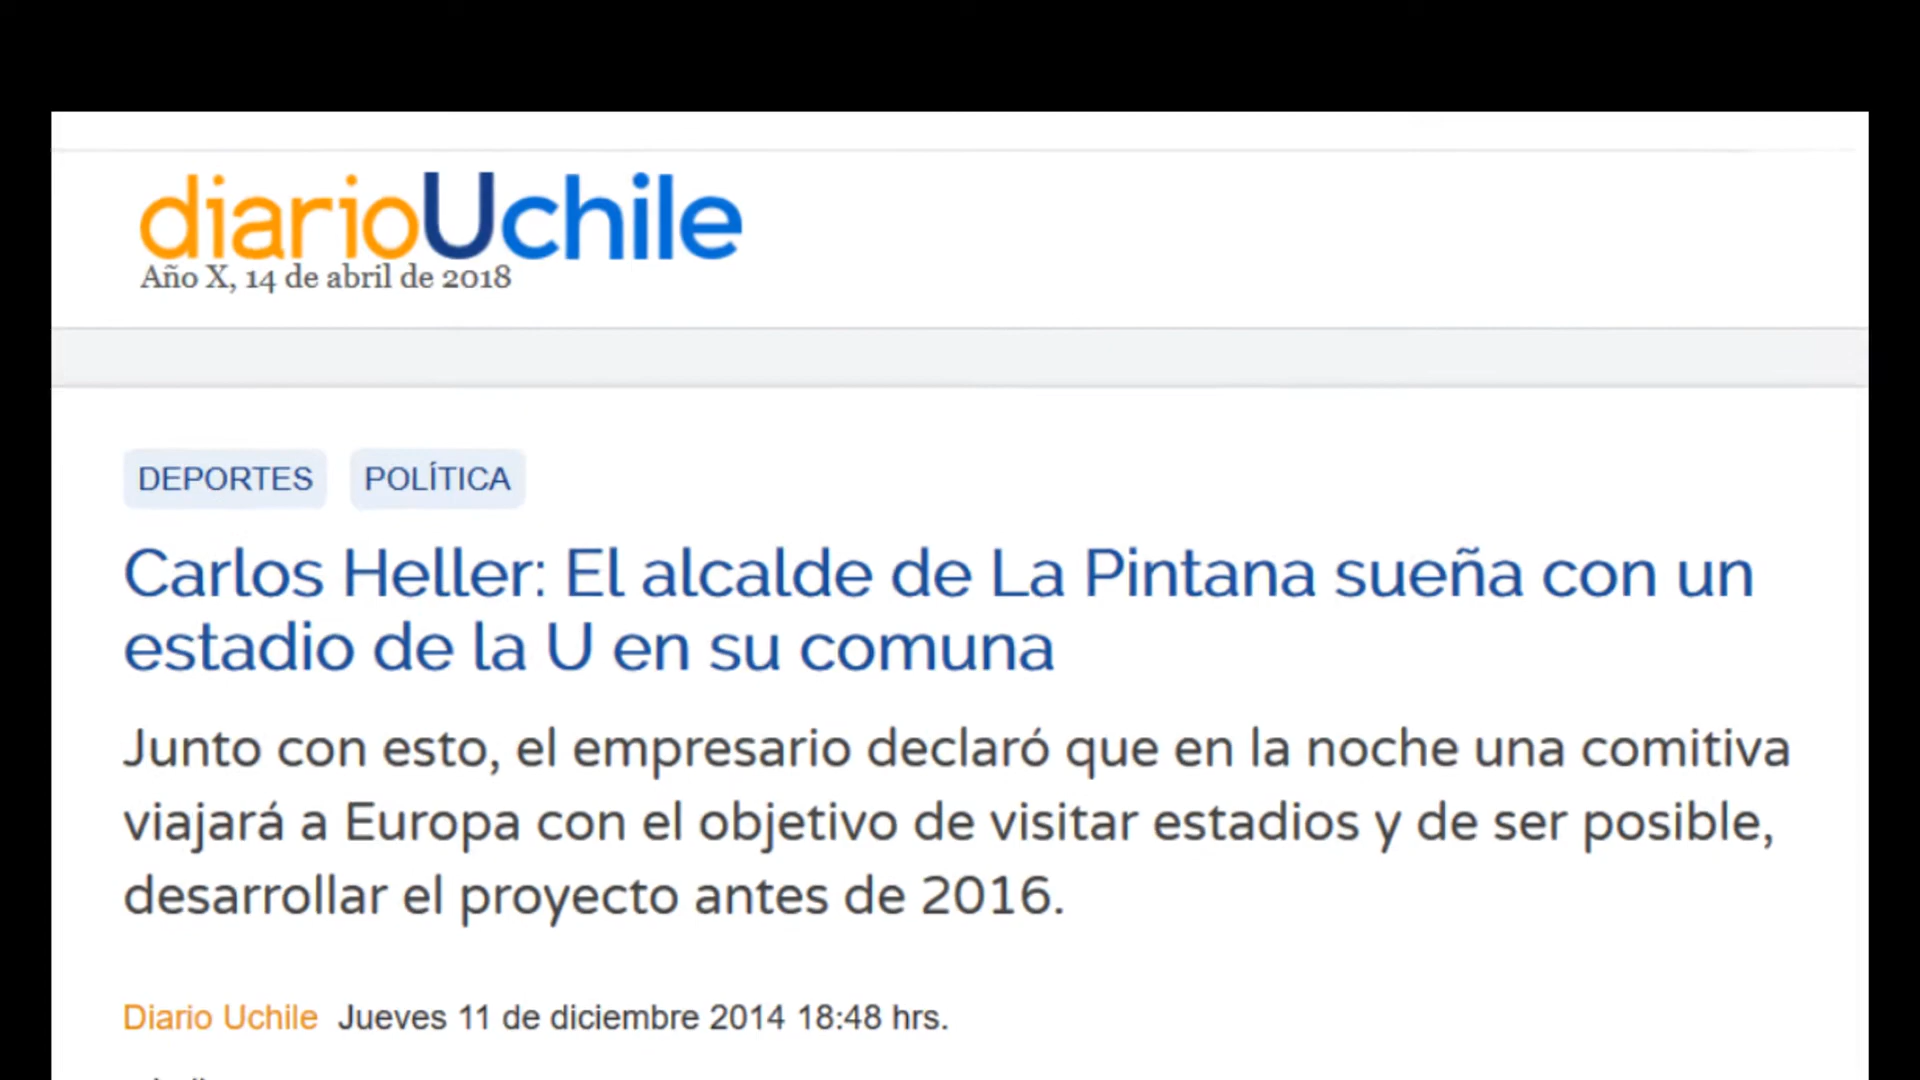 diarioUchile
Año X, 14 de abril de 2018
DEPORTES POLÍTICA
Carlos Heller: El alcalde de La Pintana sueña con un
estadio de la U en su comuna
Junto con esto, el empresario declaró que en la noche una comitiva
viajará a Europa con el objetivo de visitar estadios y de ser posible,
desarrollar el proyecto antes de 2016.
Diario Uchile Jueves 11 de diciembre 2014 18:48 hrs.